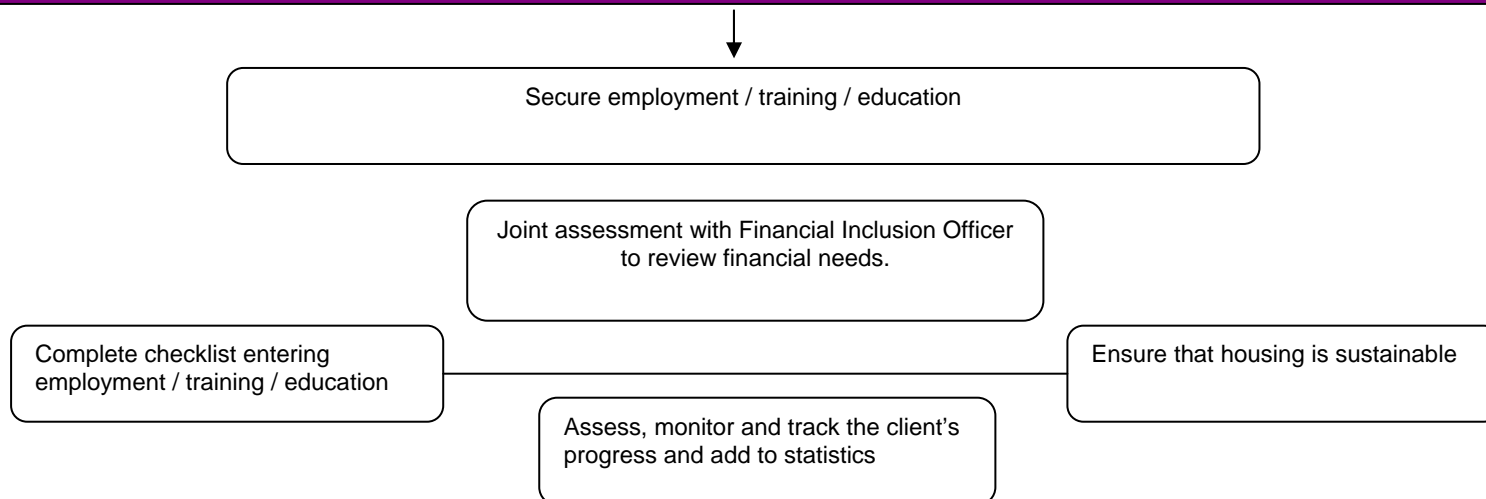 Secure employment / training / education
Joint assessment with Financial Inclusion Officer
to review financial needs.
Complete checklist entering
employment / training / education
Ensure that housing is sustainable
Assess, monitor and track the client’s
progress and add to statistics